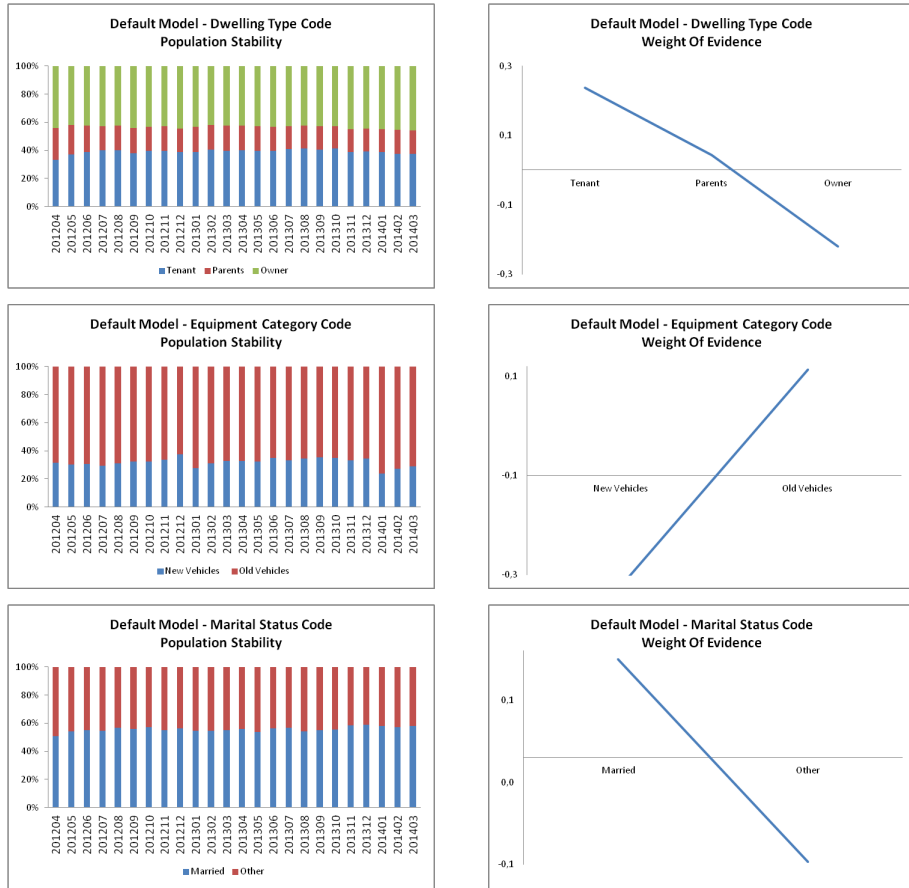 Default Model - Dwelling Type Code
Population Stability
100%
80%
60%
40%
20%
0%
201204 201205 201206 201207 201208 201209 201210 201211 201212 201301 201302 201303 201304 201305 201306 201307 201308 201309 201310 201311 201312 201401 201402 201403
Tenant Parents Owner
Default Model - Dwelling Type Code
Weight Of Evidence
0,3
0,1
Tenant Parents Owner
-0,1
-0,3
Default Model - Equipment Category Code
Population Stability
100%
80%
60%
40%
20%
0%
201204 201205 201206 201207 201208 201209 201210 201211 201212 201301 201302 201303 201304 201305 201306 201307 201308 201309 201310 201311 201312 201401 201402 201403
New Vehicles Old Vehicles
Default Model - Equipment Category Code
Weight Of Evidence
0,1
-0,1
New Vehicles Old Vehicles
-0,3
Default Model - Marital Status Code
Population Stability
100%
80%
60%
40%
20%
0%
201204 201205 201206 201207 201208 201209 201210 201211 201212 201301 201302 201303 201304 201305 201306 201307 201308 201309 201310 201311 201312 201401 201402 201403
Married Other
Default Model - Marital Status Code
Weight Of Evidence
0,1
Married Other
0,0
-0,1